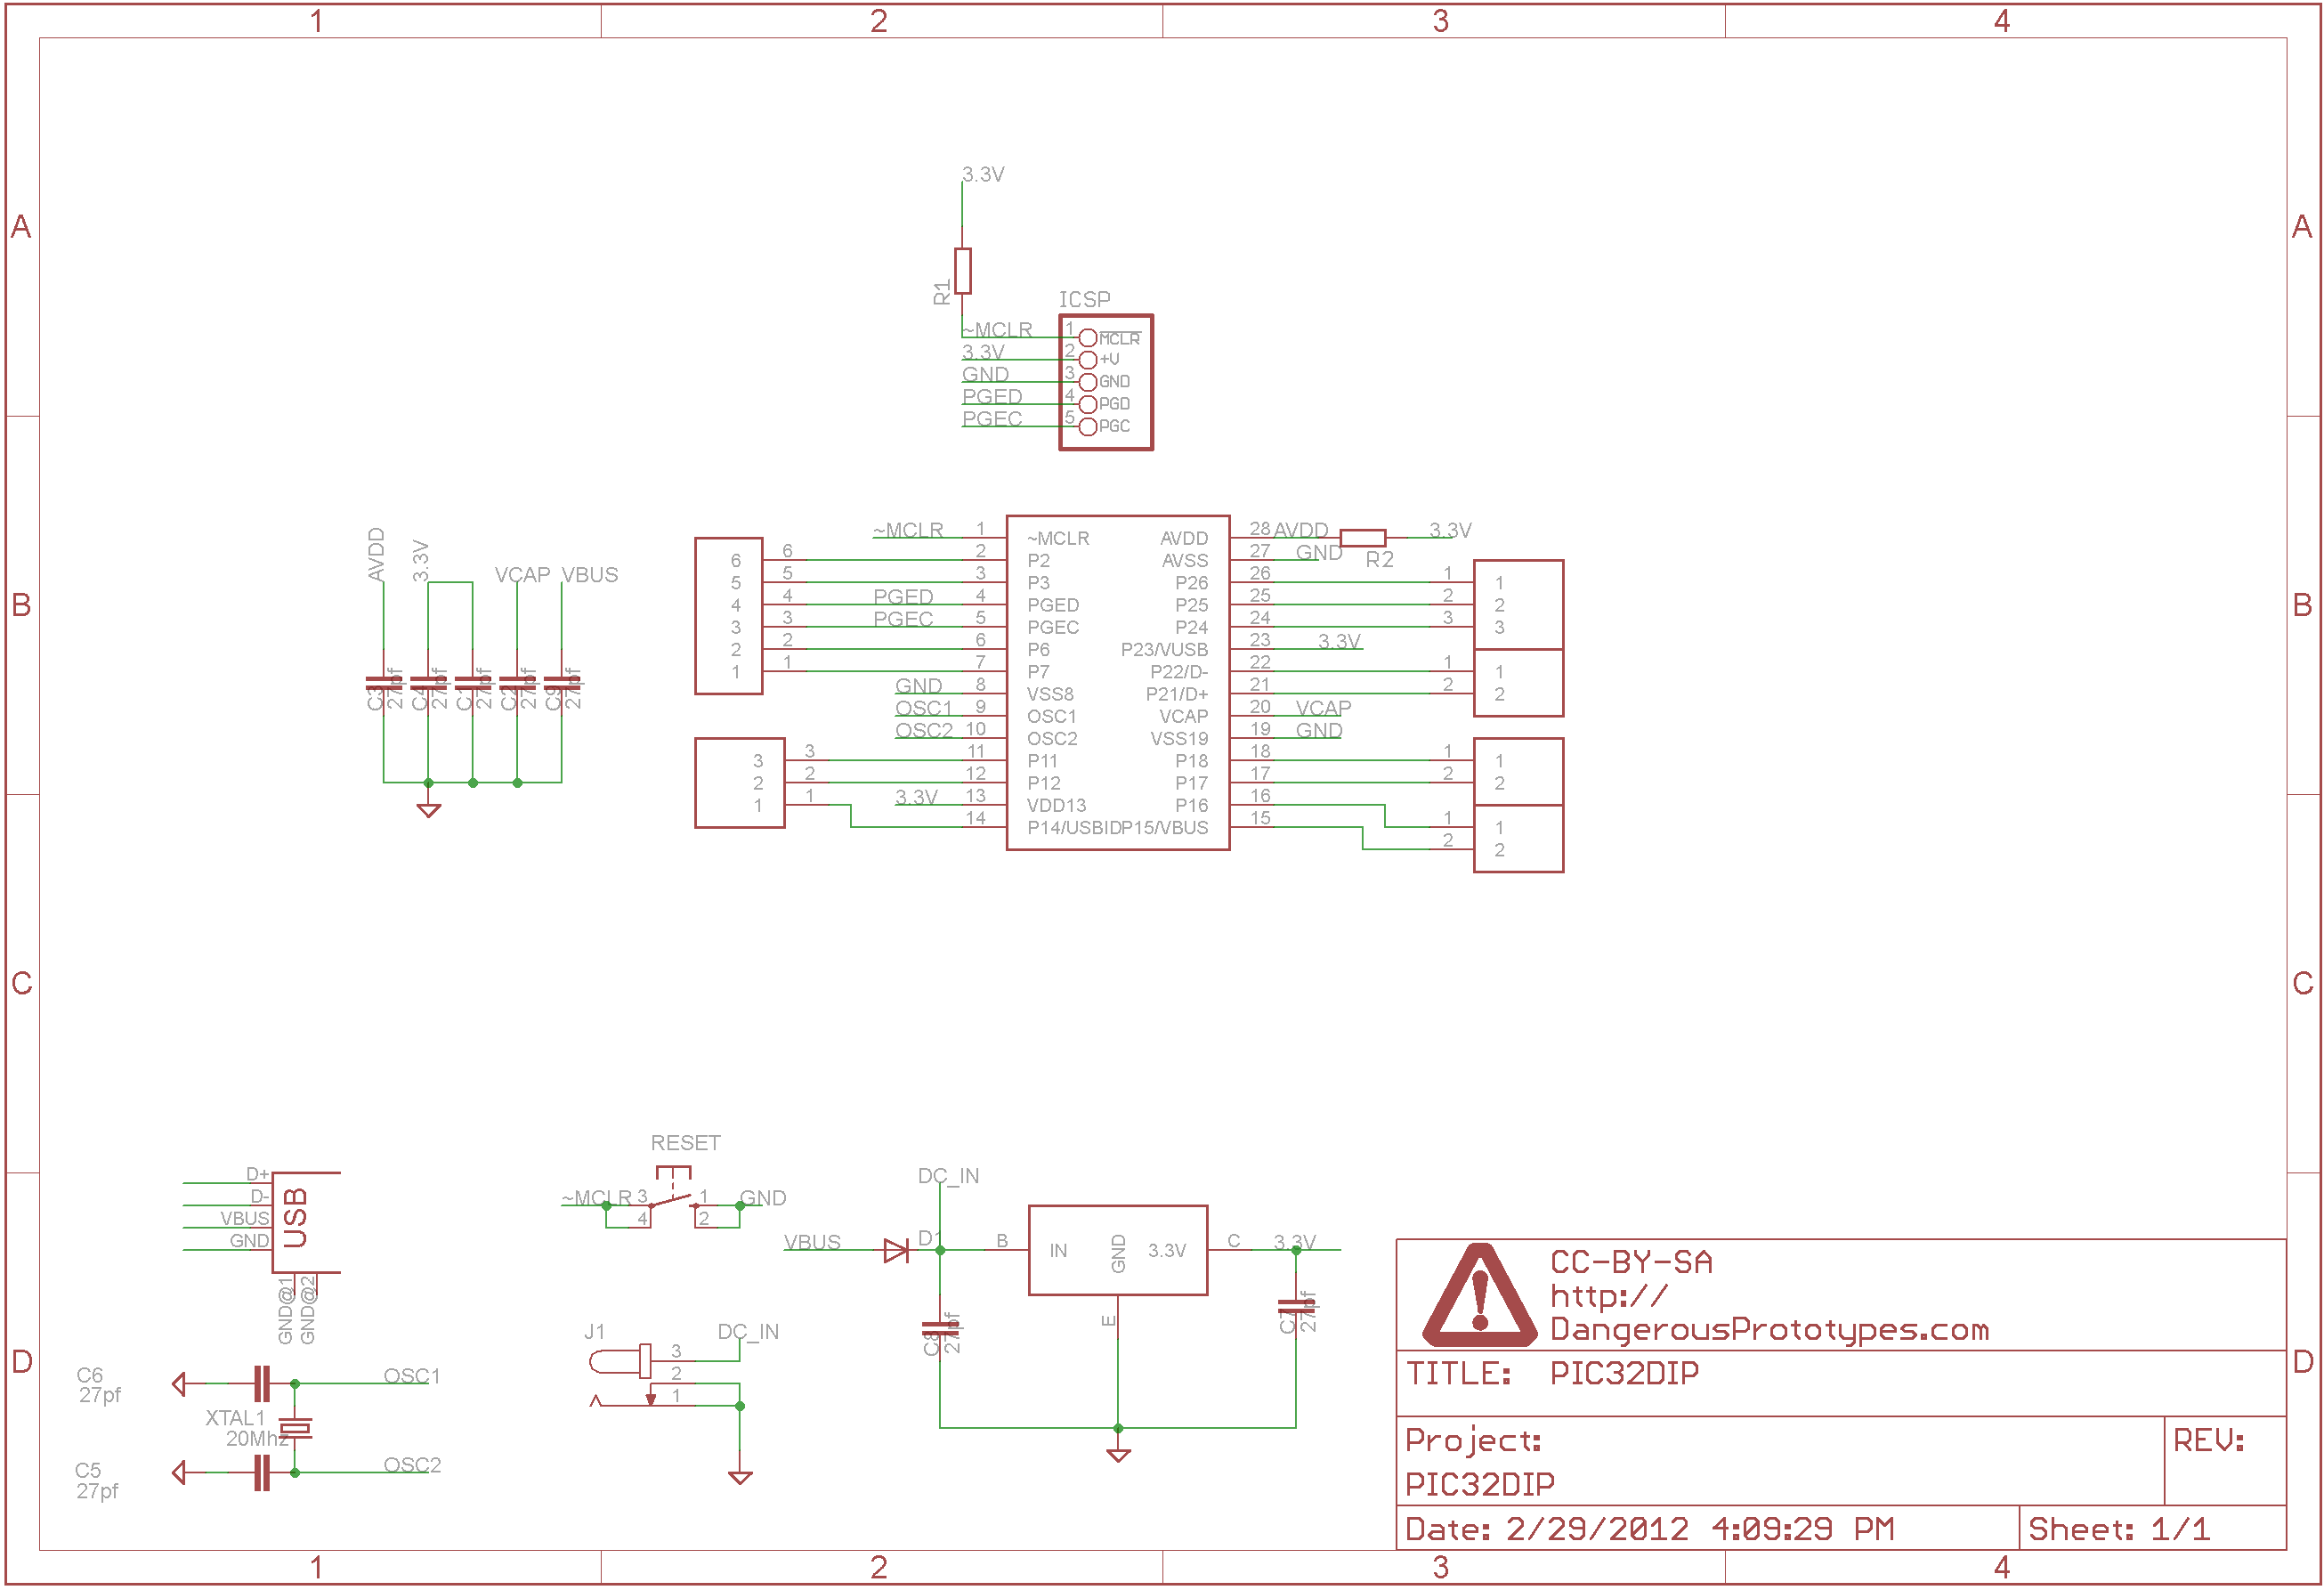 1 2 3 4
A A
3.3V
R1
ICSP
~MCLR 1 MCLR
3.3V 2 +V
GND 3 GND
PGED 4 PGD
PGEC 5 PGC
B B
AVDD 3.3V VCAP VBUS
C3 27pf C4 27pf C1 27pf C2 27pf C9 27pf
~MCLR 1 ~MCLR AVDD 28 AVDD R2 3.3V
6 6 2 P2 AVSS 27 GND
5 5 3 P3 P26 26 1 1
4 4 PGED 4 PGED P25 25 2 2
3 3 PGEC 5 PGEC P24 24 3 3
2 2 6 P6 P23/VUSB 23 3.3V
1 1 7 P7 P22/D- 22 1 1
GND 8 VSS8 P21/D+ 21 2 2
OSC1 9 OSC1 VCAP 20 VCAP
OSC2 10 OSC2 VSS19 19 GND
3 3 11 P11 P18 18 1 1
2 2 12 P12 P17 17 2 2
1 1 3.3V 13 VDD13 P16 16 1 1
14 P14/USBID P15/VBUS 15 2 2
C C
D+
D-
VBUS
GND
USB
GND@1 GND@2
RESET
~MCLR 3 1 GND
4 2
DC_IN
VBUS D1 B IN GND 3.3V C 3.3V
E
C8 27pf C7 27pf
J1 DC_IN
3
2
1
C6
27pf
OSC1
XTAL1
20Mhz
C5
27pf
OSC2
CC-BY-SA
http://
DangerousPrototypes.com
TITLE: PIC32DIP
Project: REV:
PIC32DIP
Date: 2/29/2012 4:09:29 PM Sheet: 1/1
D D
1 2 3 4